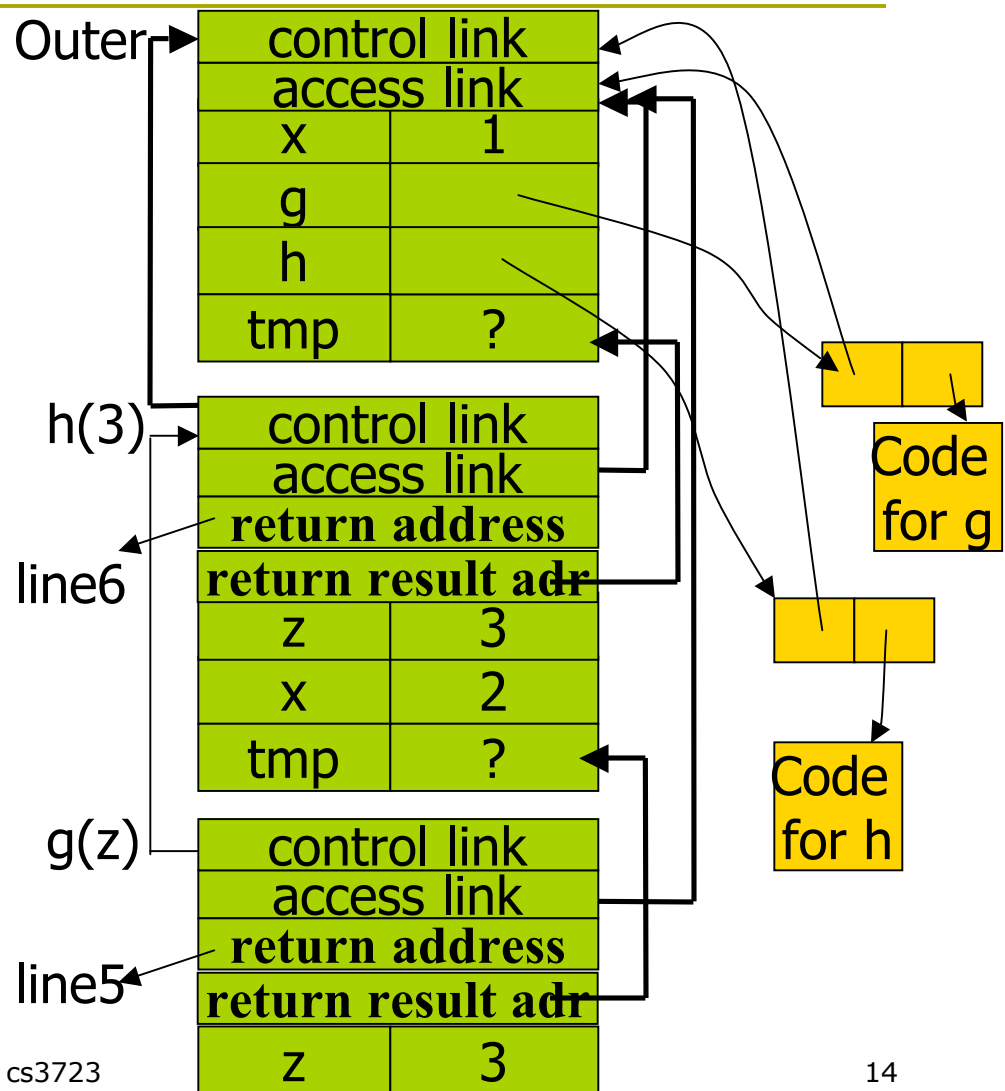 Outer
control link
access link
x 1
g
h
tmp ?
h(3)
control link
access link
return address
line6
return result adr
z 3
x 2
tmp ?
g(z)
control link
access link
return address
line5
return result adr
z 3
Code
for g
Code
for h
cs3723
14